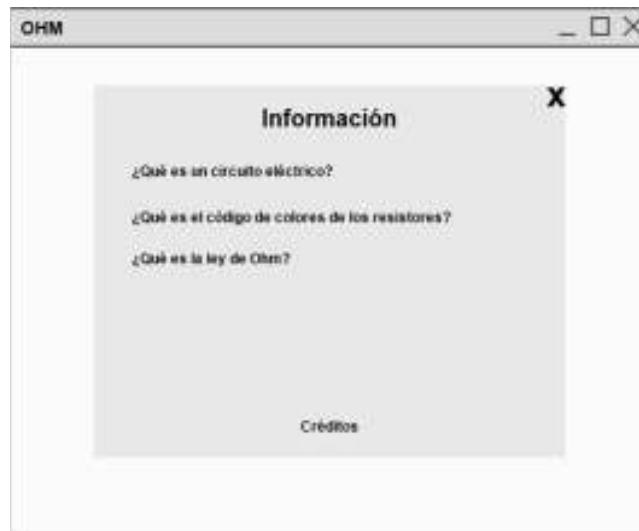 OHM
X
Información
¿Qué es un circuito eléctrico?
¿Qué es el código de colores de los resistores?
¿Qué es la ley de Ohm?
Créditos